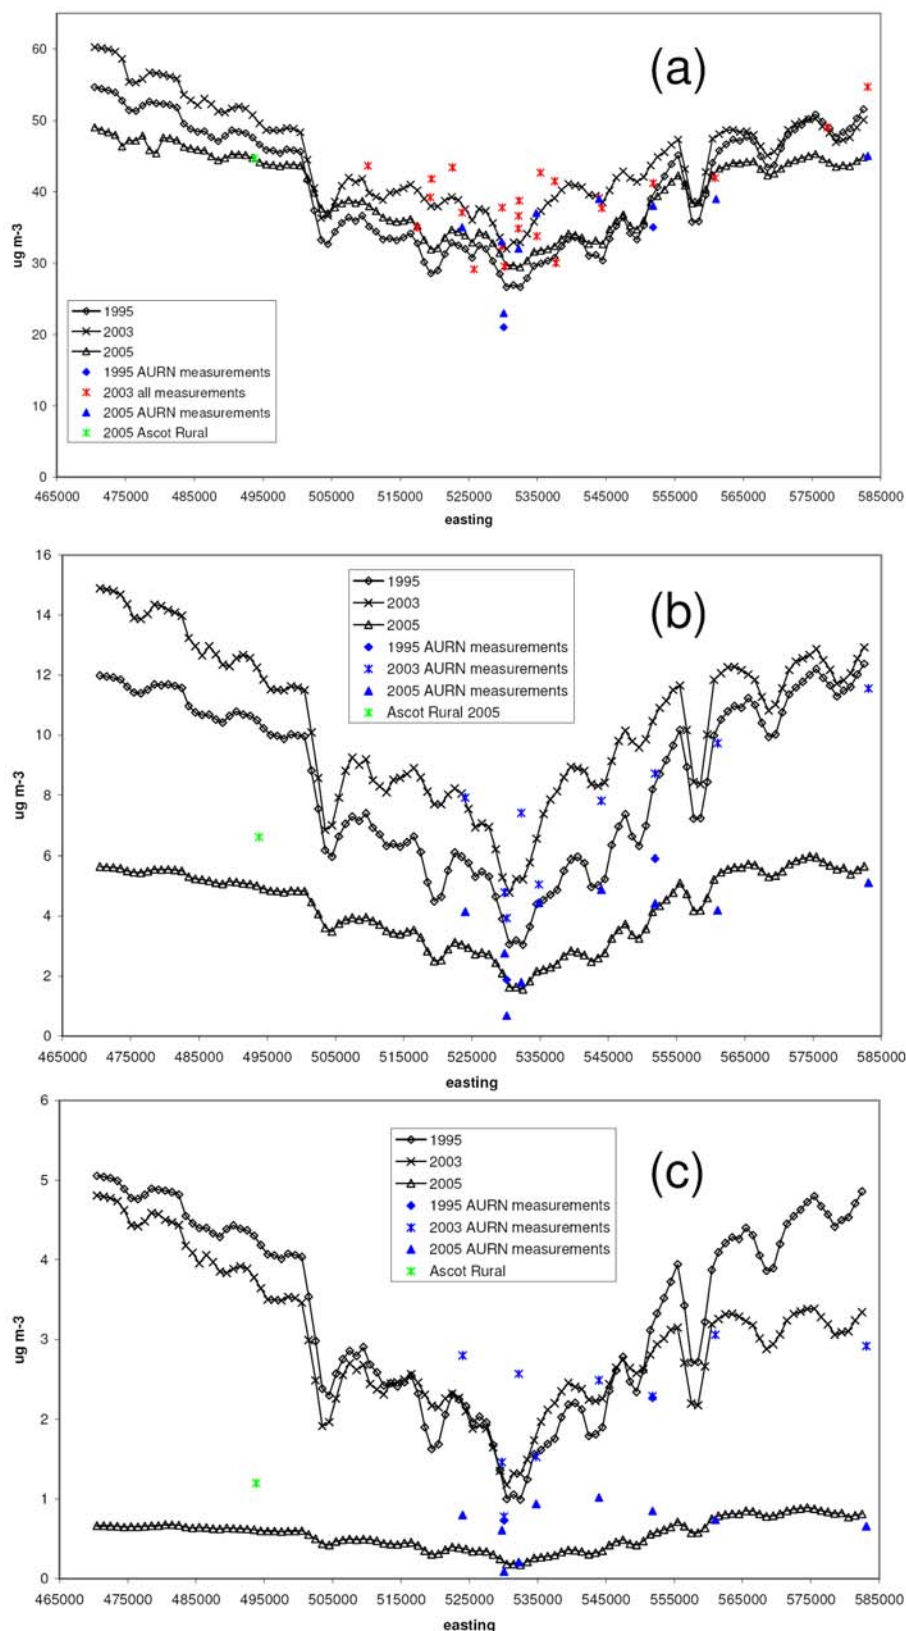 (a)
60
50
40
30
20
10
0
ug m-3
1995
2003
2005
1995 AURN measurements
2003 all measurements
2005 AURN measurements
2005 Ascot Rural
465000 475000 485000 495000 505000 515000 525000 535000 545000 555000 565000 575000 585000
easting
(b)
16
14
12
10
8
6
4
2
0
ug m-3
1995
2003
2005
1995 AURN measurements
2003 AURN measurements
2005 AURN measurements
Ascot Rural 2005
465000 475000 485000 495000 505000 515000 525000 535000 545000 555000 565000 575000 585000
easting
(c)
6
5
4
3
2
1
0
ug m-3
1995
2003
2005
1995 AURN measurements
2003 AURN measurements
2005 AURN measurements
Ascot Rural
465000 475000 485000 495000 505000 515000 525000 535000 545000 555000 565000 575000 585000
easting